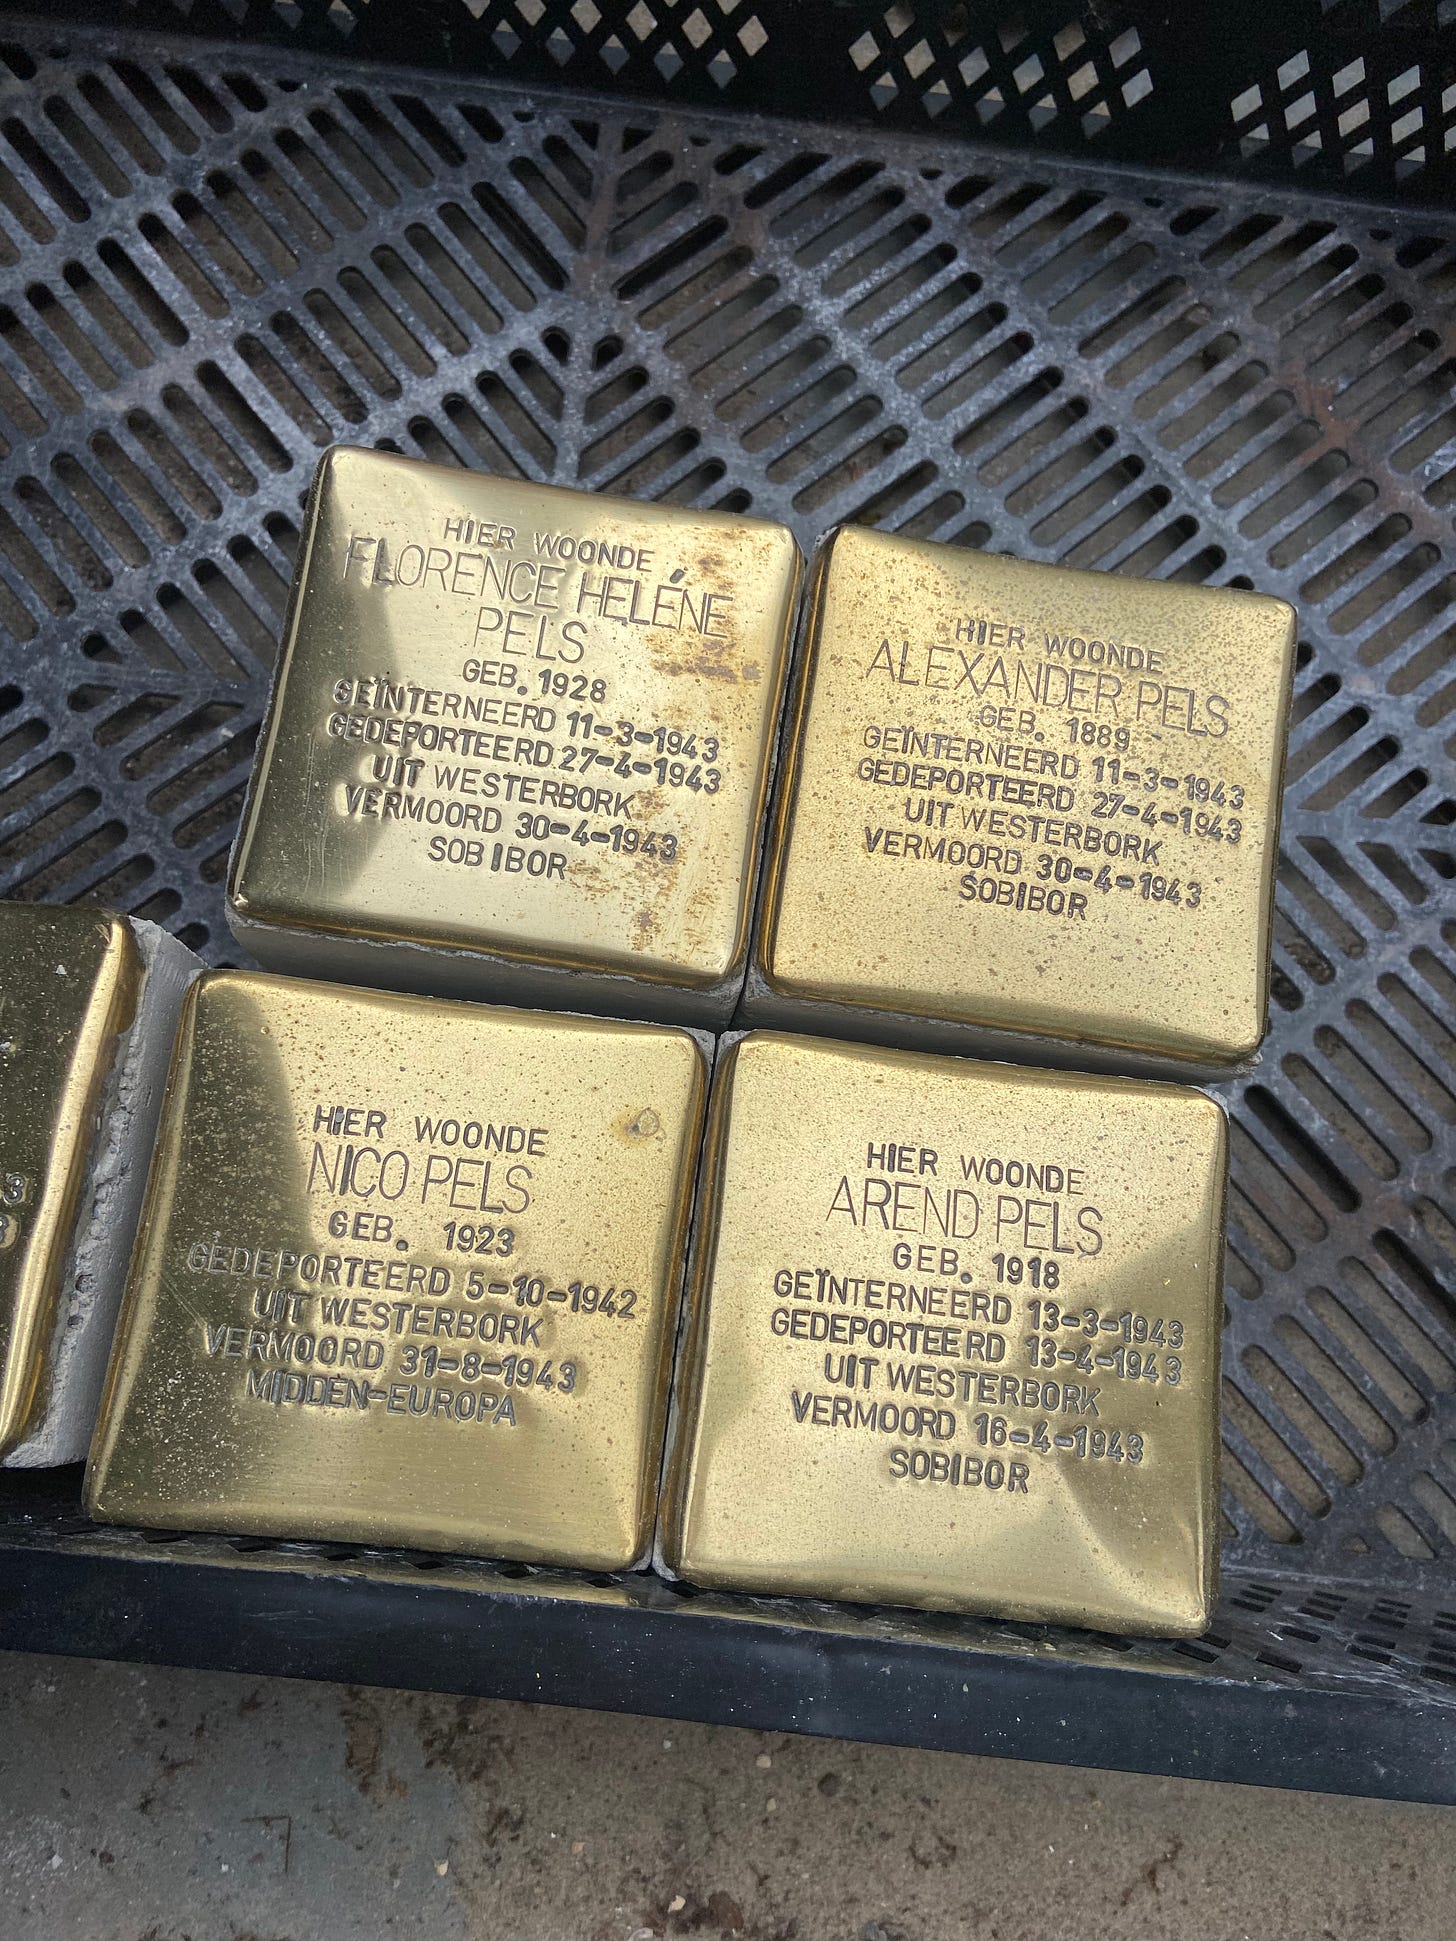 HIER WOONDE
FLORENCE HELÉNE
PELS
GEB. 1928
GEÏNTERNEERD 11-3-1943
GEDEPORTEERD 27-4-1943
UIT WESTERBORK
VERMOORD 30-4-1943
SOBIBOR
HIER WOONDE
ALEXANDER PELS
GEB. 1889
GEÏNTERNEERD 11-3-1943
GEDEPORTEERD 27-4-1943
UIT WESTERBORK
VERMOORD 30-4-1943
SOBIBOR
3
HIER WOONDE
NICO PELS
GEB. 1923
GEDEPORTEERD 5-10-1942
UIT WESTERBORK
VERMOORD 31-8-1943
MIDDEN-EUROPA
HIER WOONDE
AREND PELS
GEB. 1918
GEÏNTERNEERD 13-3-1943
GEDEPORTEERD 13-4-1943
UIT WESTERBORK
VERMOORD 16-4-1943
SOBIBOR